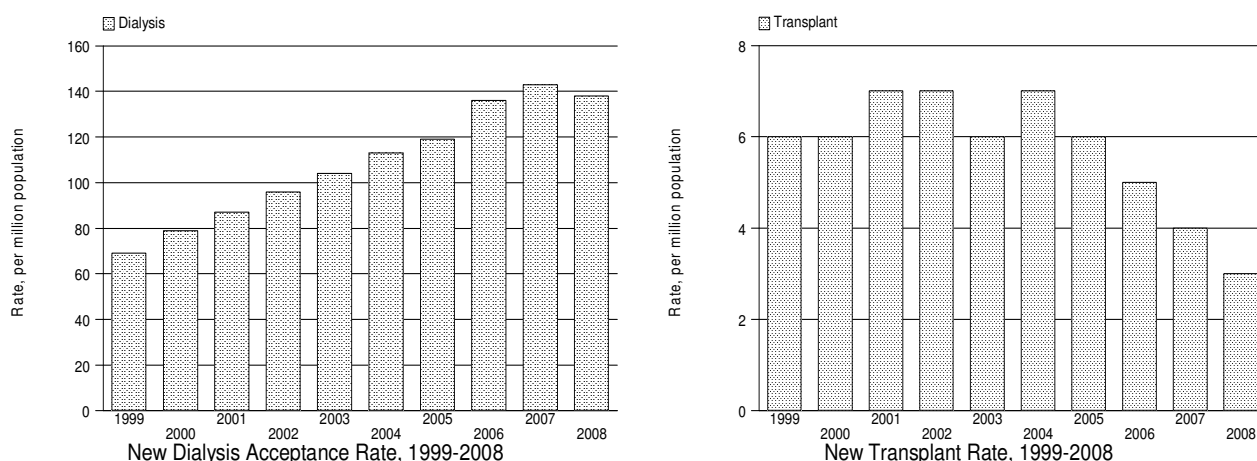 Dialysis
160
140
120
100
80
60
40
20
0
Rate, per million population
1999 2001 2003 2005 2007
2000 2002 2004 2006 2008
New Dialysis Acceptance Rate, 1999-2008
Transplant
8
6
4
2
0
Rate, per million population
1999 2001 2003 2005 2007
2000 2002 2004 2006 2008
New Transplant Rate, 1999-2008